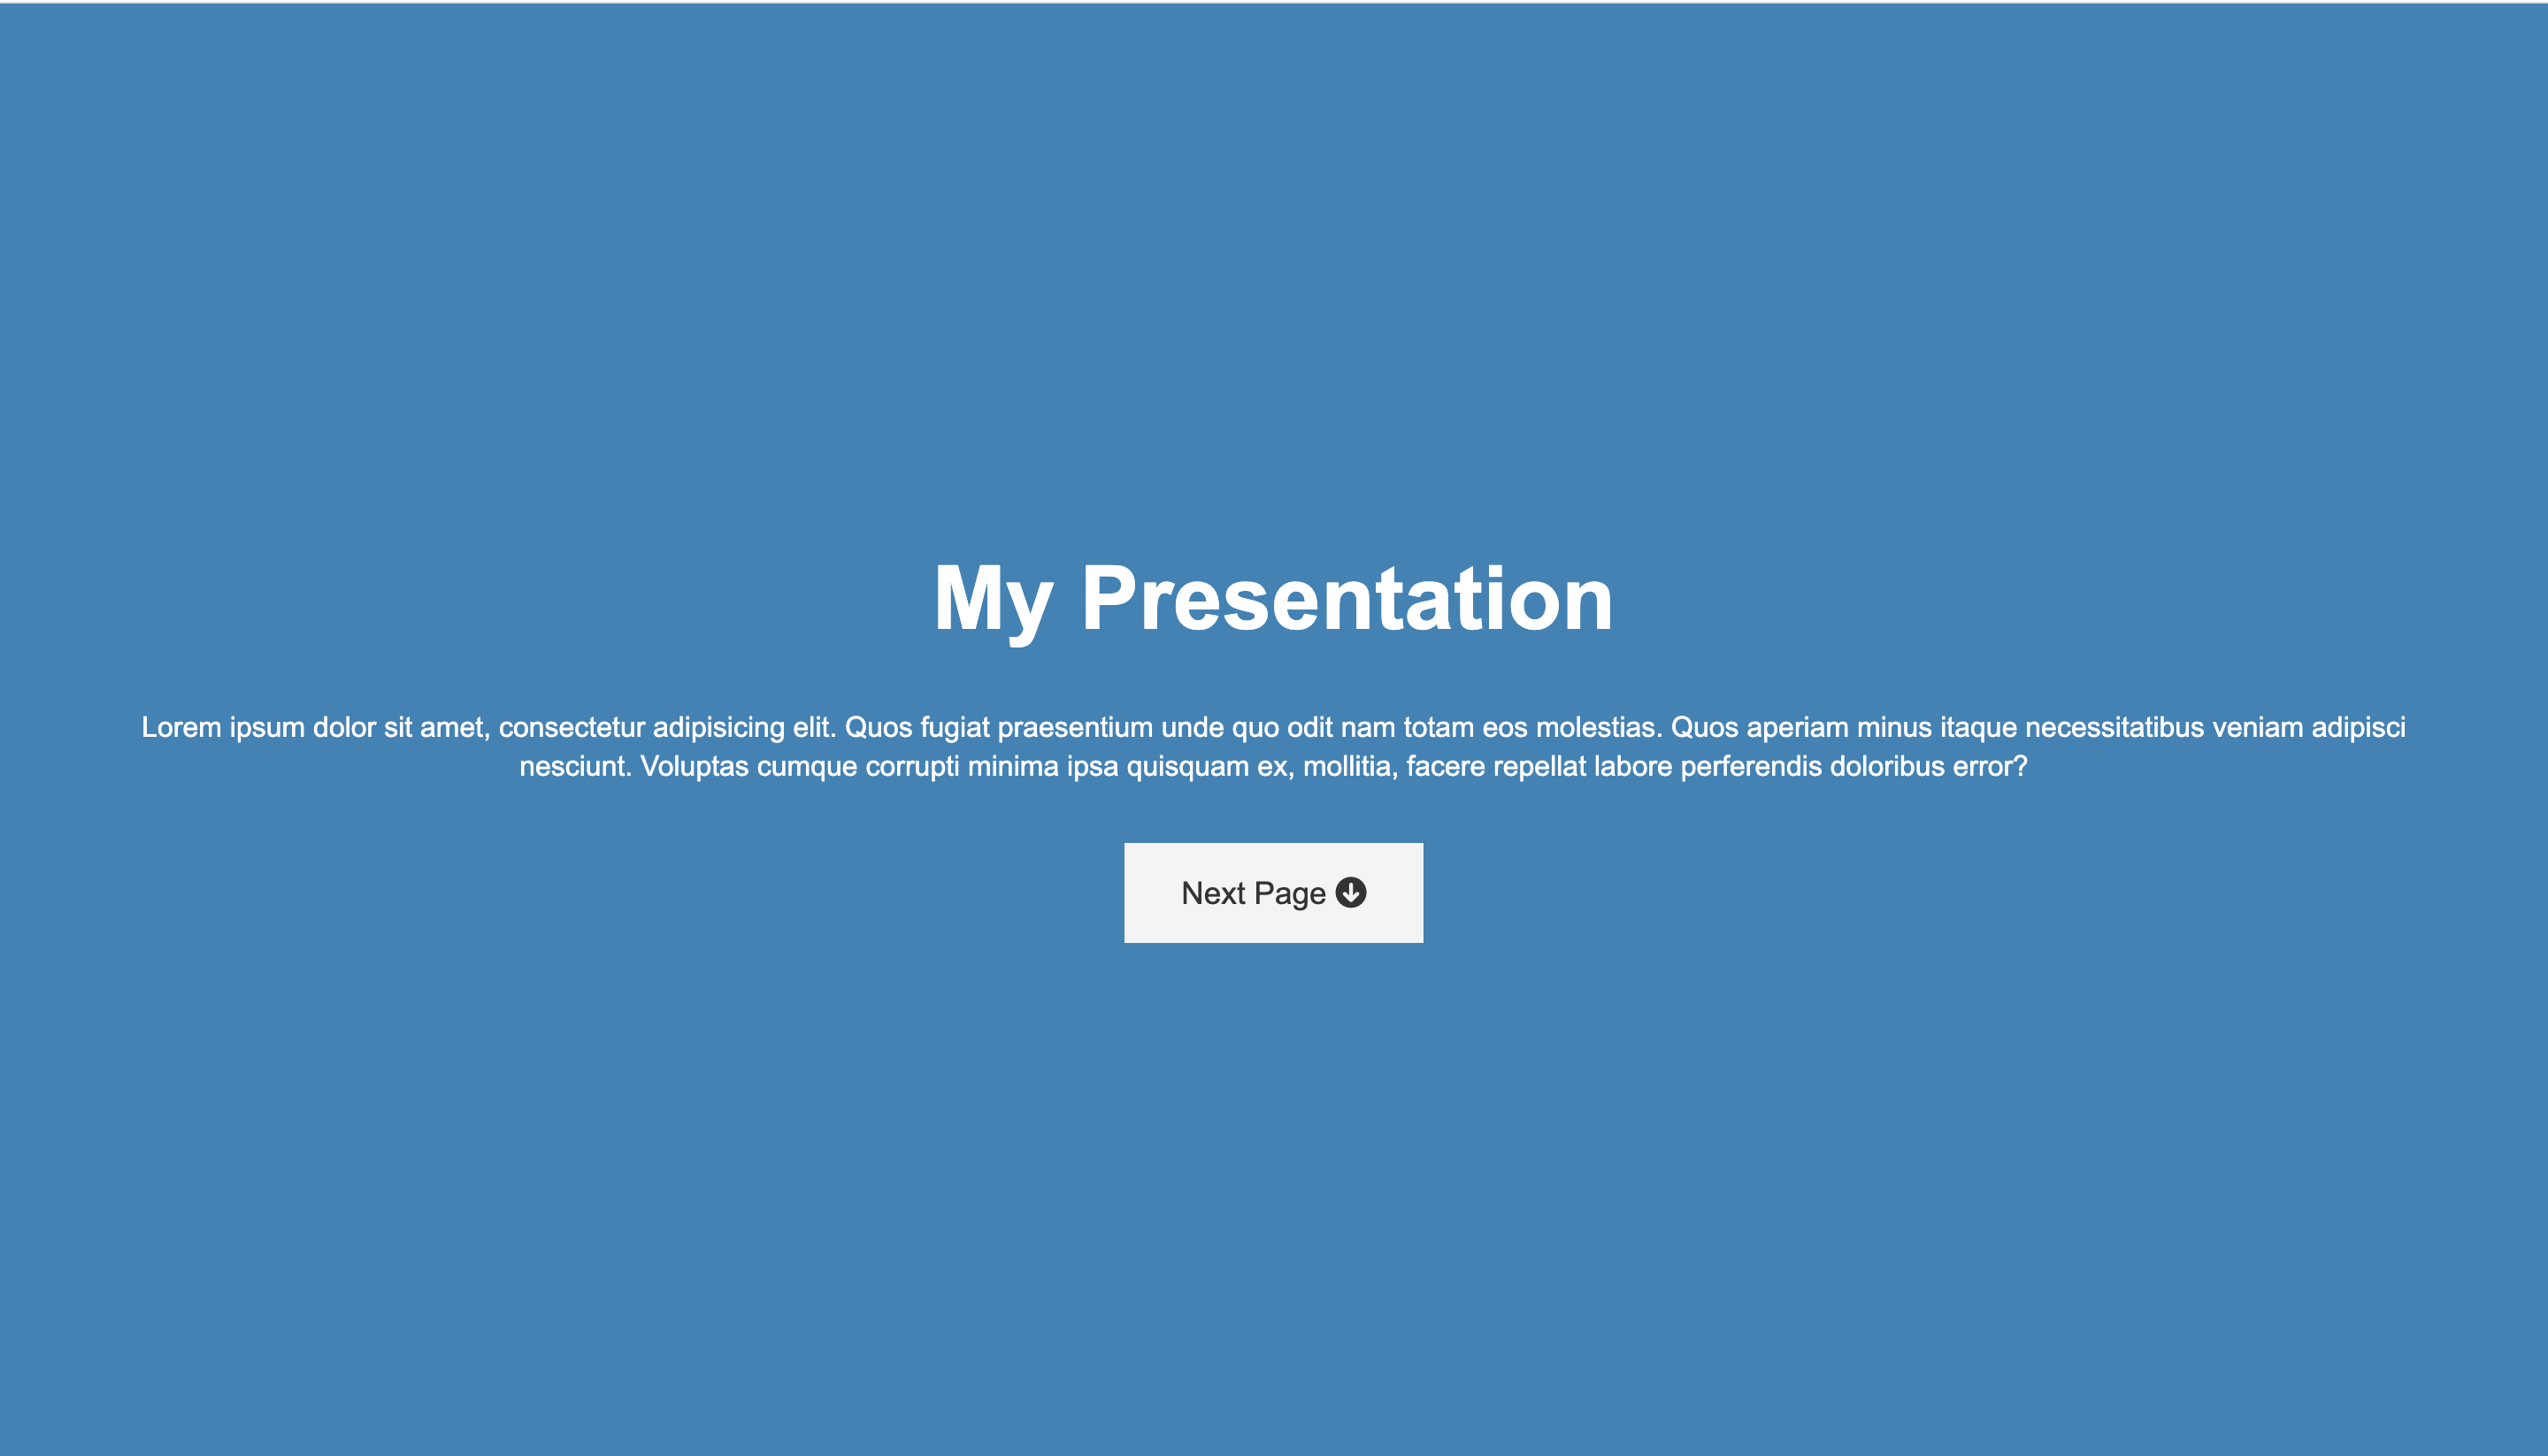 My Presentation
Lorem ipsum dolor sit amet, consectetur adipisicing elit. Quos fugiat praesentium unde quo odit nam totam eos molestias. Quos aperiam minus itaque necessitatibus veniam adipisci
nesciunt. Voluptas cumque corrupti minima ipsa quisquam ex, mollitia, facere repellat labore perferendis doloribus error?
Next Page